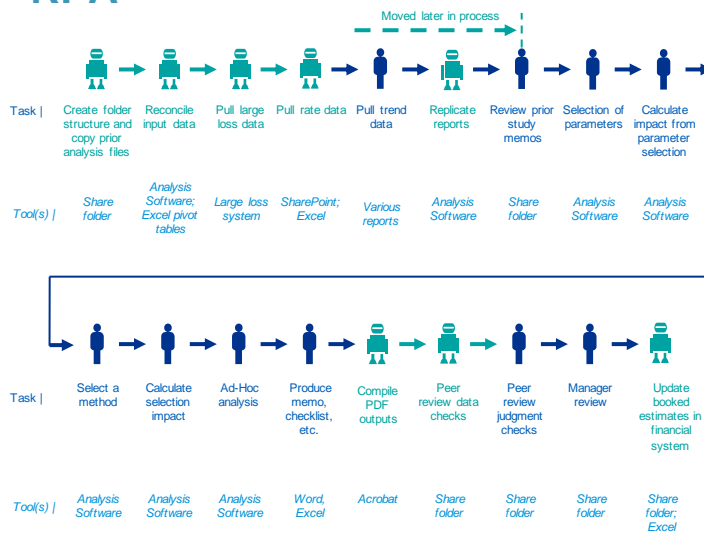 Moved later in process
Task |
Create folder
structure and
copy prior
analysis files
Reconcile
input data
Pull large
loss data
Pull rate data
Pull trend
data
Replicate
reports
Review prior
study
memos
Selection of
parameters
Calculate
impact from
parameter
selection
Tool(s) |
Share
folder
Analysis
Software;
Excel pivot
tables
Large loss
system
SharePoint;
Excel
Various
reports
Analysis
Software
Share
folder
Analysis
Software
Analysis
Software
Task |
Select a
method
Calculate
selection
impact
Ad-Hoc
analysis
Produce
memo,
checklist,
etc.
Compile
PDF
outputs
Peer
review data
checks
Peer
review
judgment
checks
Manager
review
Update
booked
estimates in
financial
system
Tool(s) |
Analysis
Software
Analysis
Software
Analysis
Software
Word,
Excel
Acrobat
Share
folder
Share
folder
Share
folder
Share
folder;
Excel